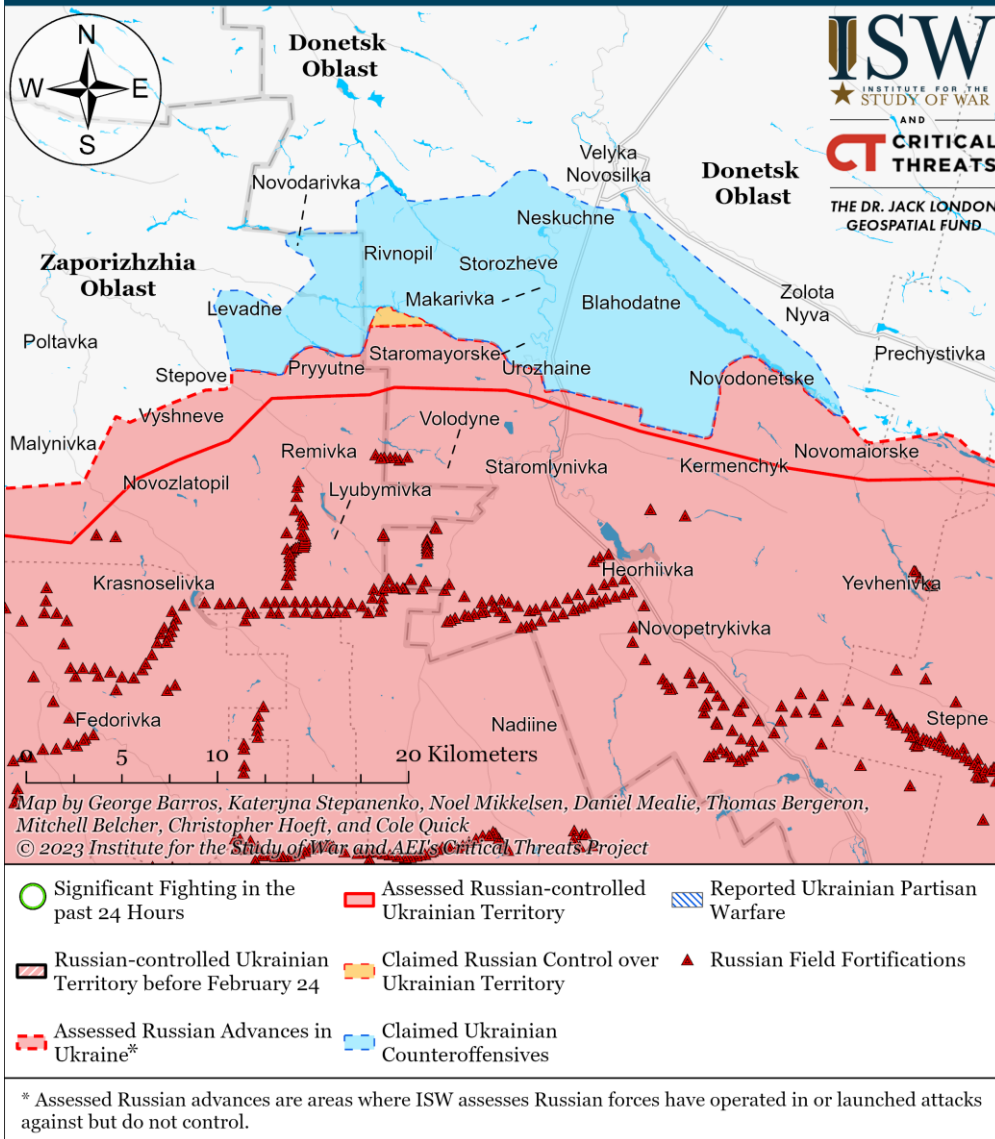 N
W E
S
Donetsk
Oblast
ISW
INSTITUTE FOR THE
STUDY OF WAR
AND
CT CRITICAL
THREATS
THE DR. JACK LONDON
GEOSPATIAL FUND
Velyka
Novosilka
Donetsk
Oblast
Novodarivka
Neskuchne
Rivnopil
Storozheve
Zaporizhzhia
Oblast
Makarivka
Blahodatne
Levadne
Zolota
Nyva
Poltavka
Staromayorske
Prechystivka
Pryyutne
Urozhaine
Stepove
Novodonetske
Vyshneve
Volodyne
Malynivka
Remivka
Novomaiorske
Staromlynivka
Kermenchyk
Novozlatopil
Lyubymivka
Krasnoselivka
Heorhiivka
Yevhenivka
Novopetrykivka
Fedorivka
Nadiine
Stepne
0 5 10 20 Kilometers
Map by George Barros, Kateryna Stepanenko, Noel Mikkelsen, Daniel Mealie, Thomas Bergeron,
Mitchell Belcher, Christopher Hoeft, and Cole Quick
© 2023 Institute for the Study of War and AEI's Critical Threats Project
Significant Fighting in the
past 24 Hours
Russian-controlled Ukrainian
Territory before February 24
Assessed Russian Advances in
Ukraine*
Assessed Russian-controlled
Ukrainian Territory
Claimed Russian Control over
Ukrainian Territory
Claimed Ukrainian
Counteroffensives
Reported Ukrainian Partisan
Warfare
Russian Field Fortifications
* Assessed Russian advances are areas where ISW assesses Russian forces have operated in or launched attacks
against but do not control.